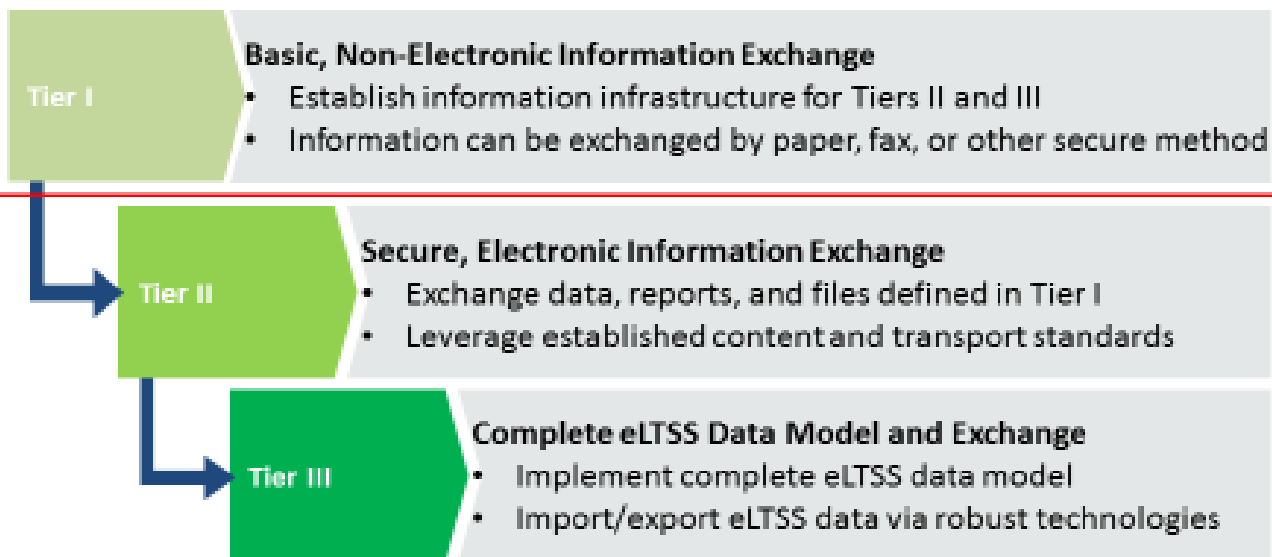 Tier I
Basic, Non-Electronic Information Exchange
• Establish information infrastructure for Tiers II and III
• Information can be exchanged by paper, fax, or other secure method
Tier II
Secure, Electronic Information Exchange
• Exchange data, reports, and files defined in Tier I
• Leverage established content and transport standards
Tier III
Complete eLTSS Data Model and Exchange
• Implement complete eLTSS data model
• Import/export eLTSS data via robust technologies